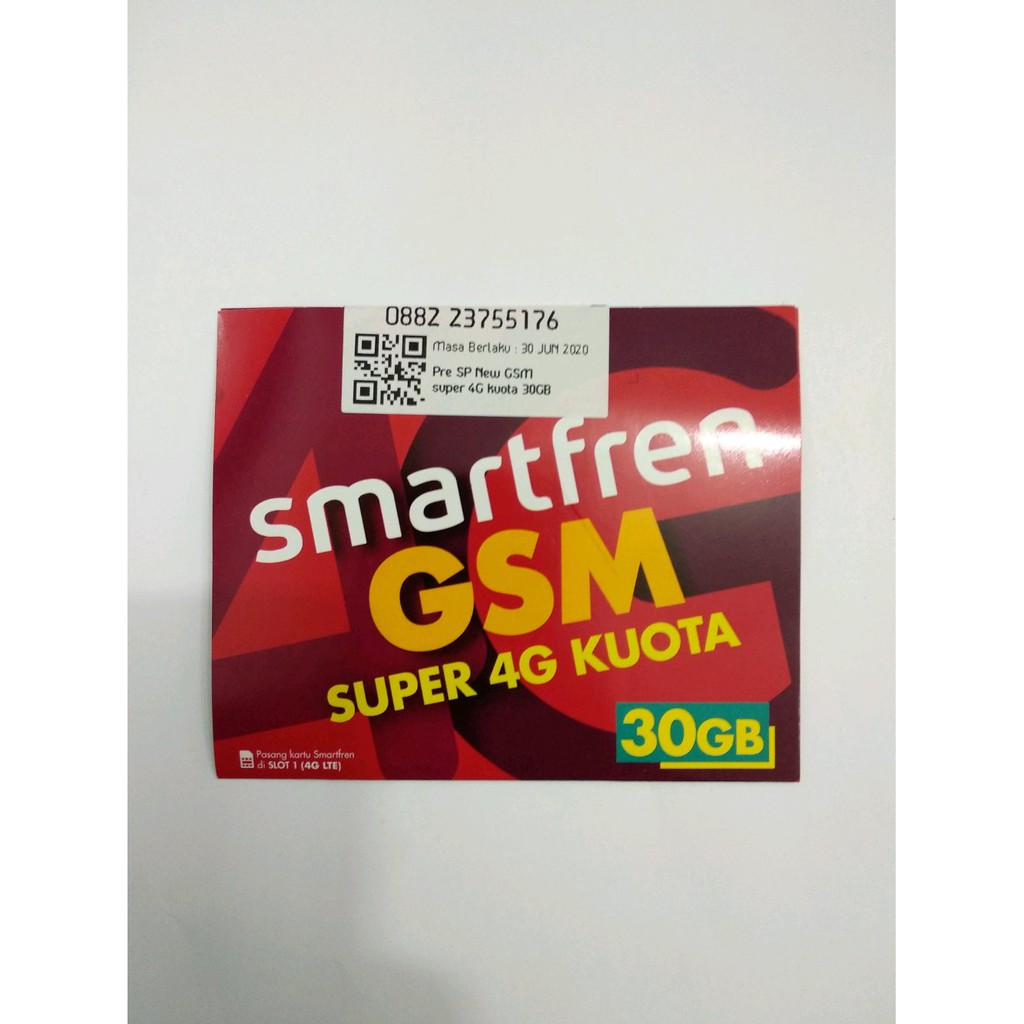 0882 23755176
Masa Berlaku : 30 JUN 2020
Pre SP New GSM
super 4G kuota 30GB
smartfren
GSM
SUPER 4G KUOTA
30GB
Pasang kartu Smartfren
di SLOT 1 (4G LTE)